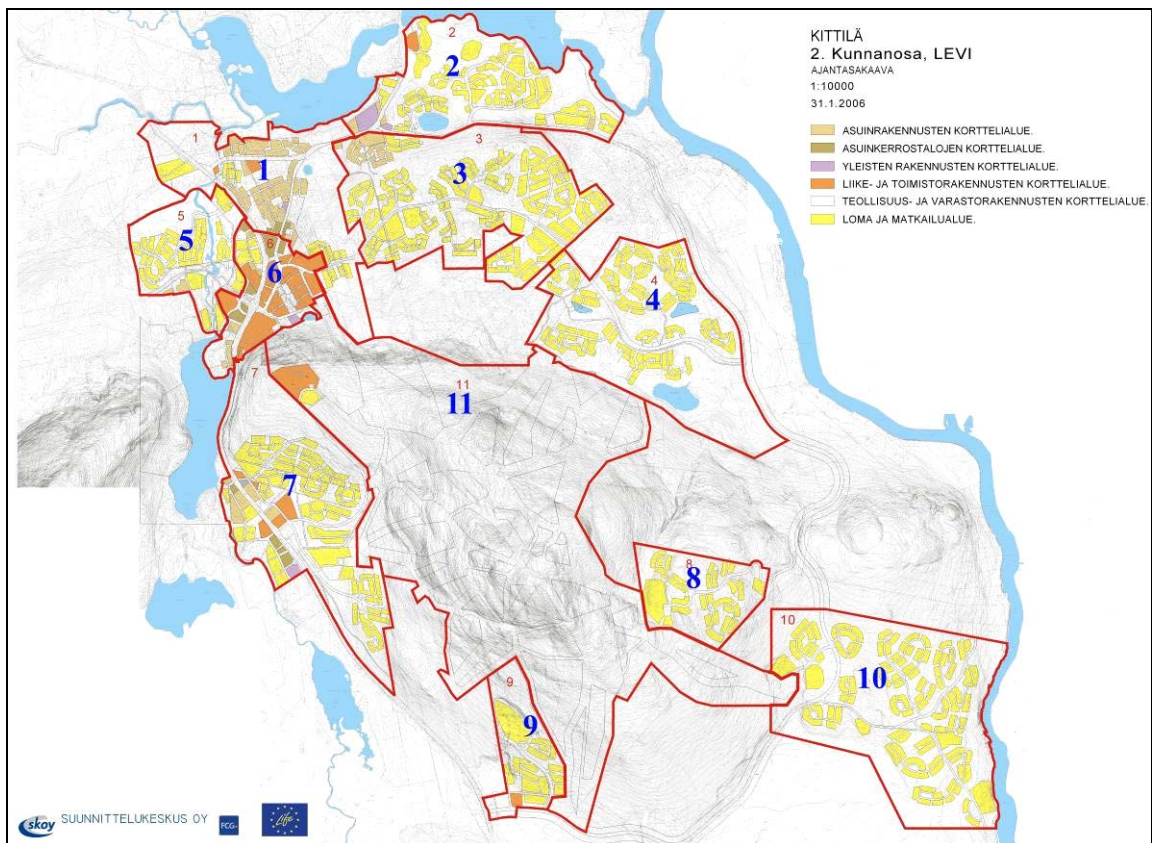 KITTILÄ
2. Kunnanosa, LEVI
AJANTASAKAAVA
1:10000
31.1.2006
ASUINRAKENNUSTEN KORTTELIALUE.
ASUINKERROSTALOJEN KORTTELIALUE.
YLEISTEN RAKENNUSTEN KORTTELIALUE.
LIIKE- JA TOIMISTORAKENNUSTEN KORTTELIALUE.
TEOLLISUUS- JA VARASTORAKENNUSTEN KORTTELIALUE.
LOMA JA MATKAILUALUE.
2
2
1
1
3
3
5
5
6
6
4
4
7
7
11
11
8
8
9
9
10
10
skoy SUUNNITTELUKESKUS OY FCG Life